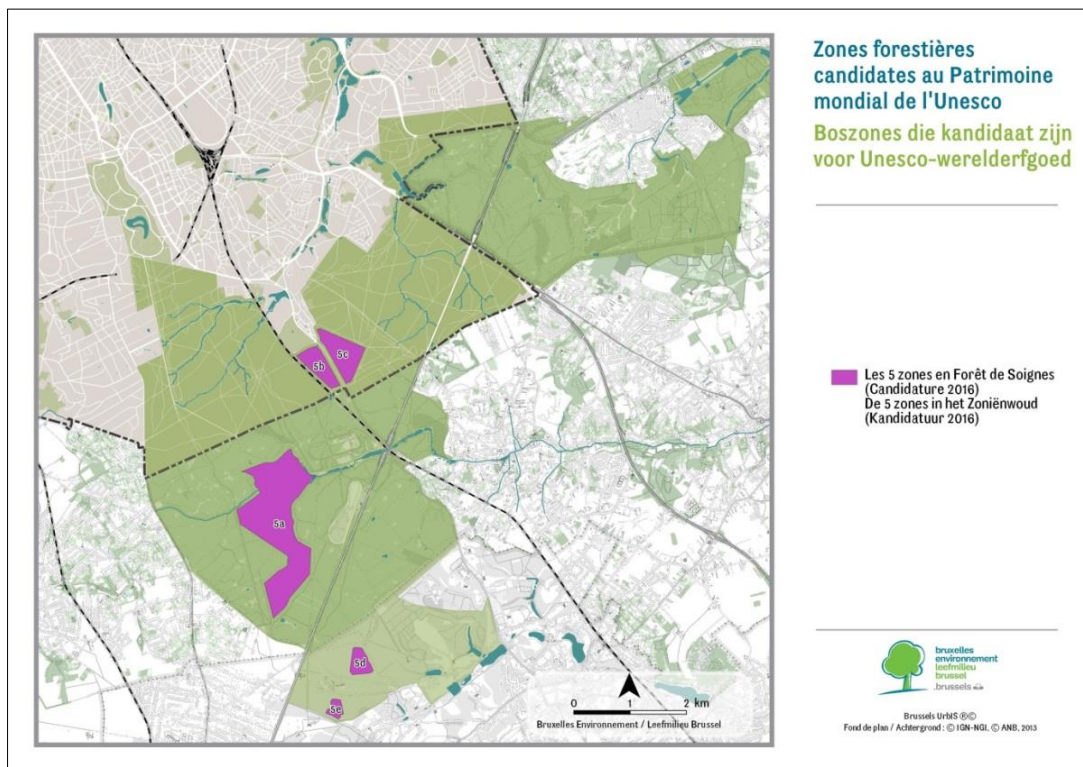 Zones forestières
candidates au Patrimoine
mondial de l'Unesco
Boszones die kandidaat zijn
voor Unesco-werelderfgoed
5b
5c
5a
5d
5e
Les 5 zones en Forêt de Soignes
(Candidature 2016)
De 5 zones in het Zoniënwoud
(Kandidatuur 2016)
0 1 2 km
Bruxelles Environnement / Leefmilieu Brussel
bruxelles
environnement
leefmilieu
brussel
.brussels
Brussels UrbIS ®©
Fond de plan / Achtergrond : © IGN-NGI, © ANB, 2013